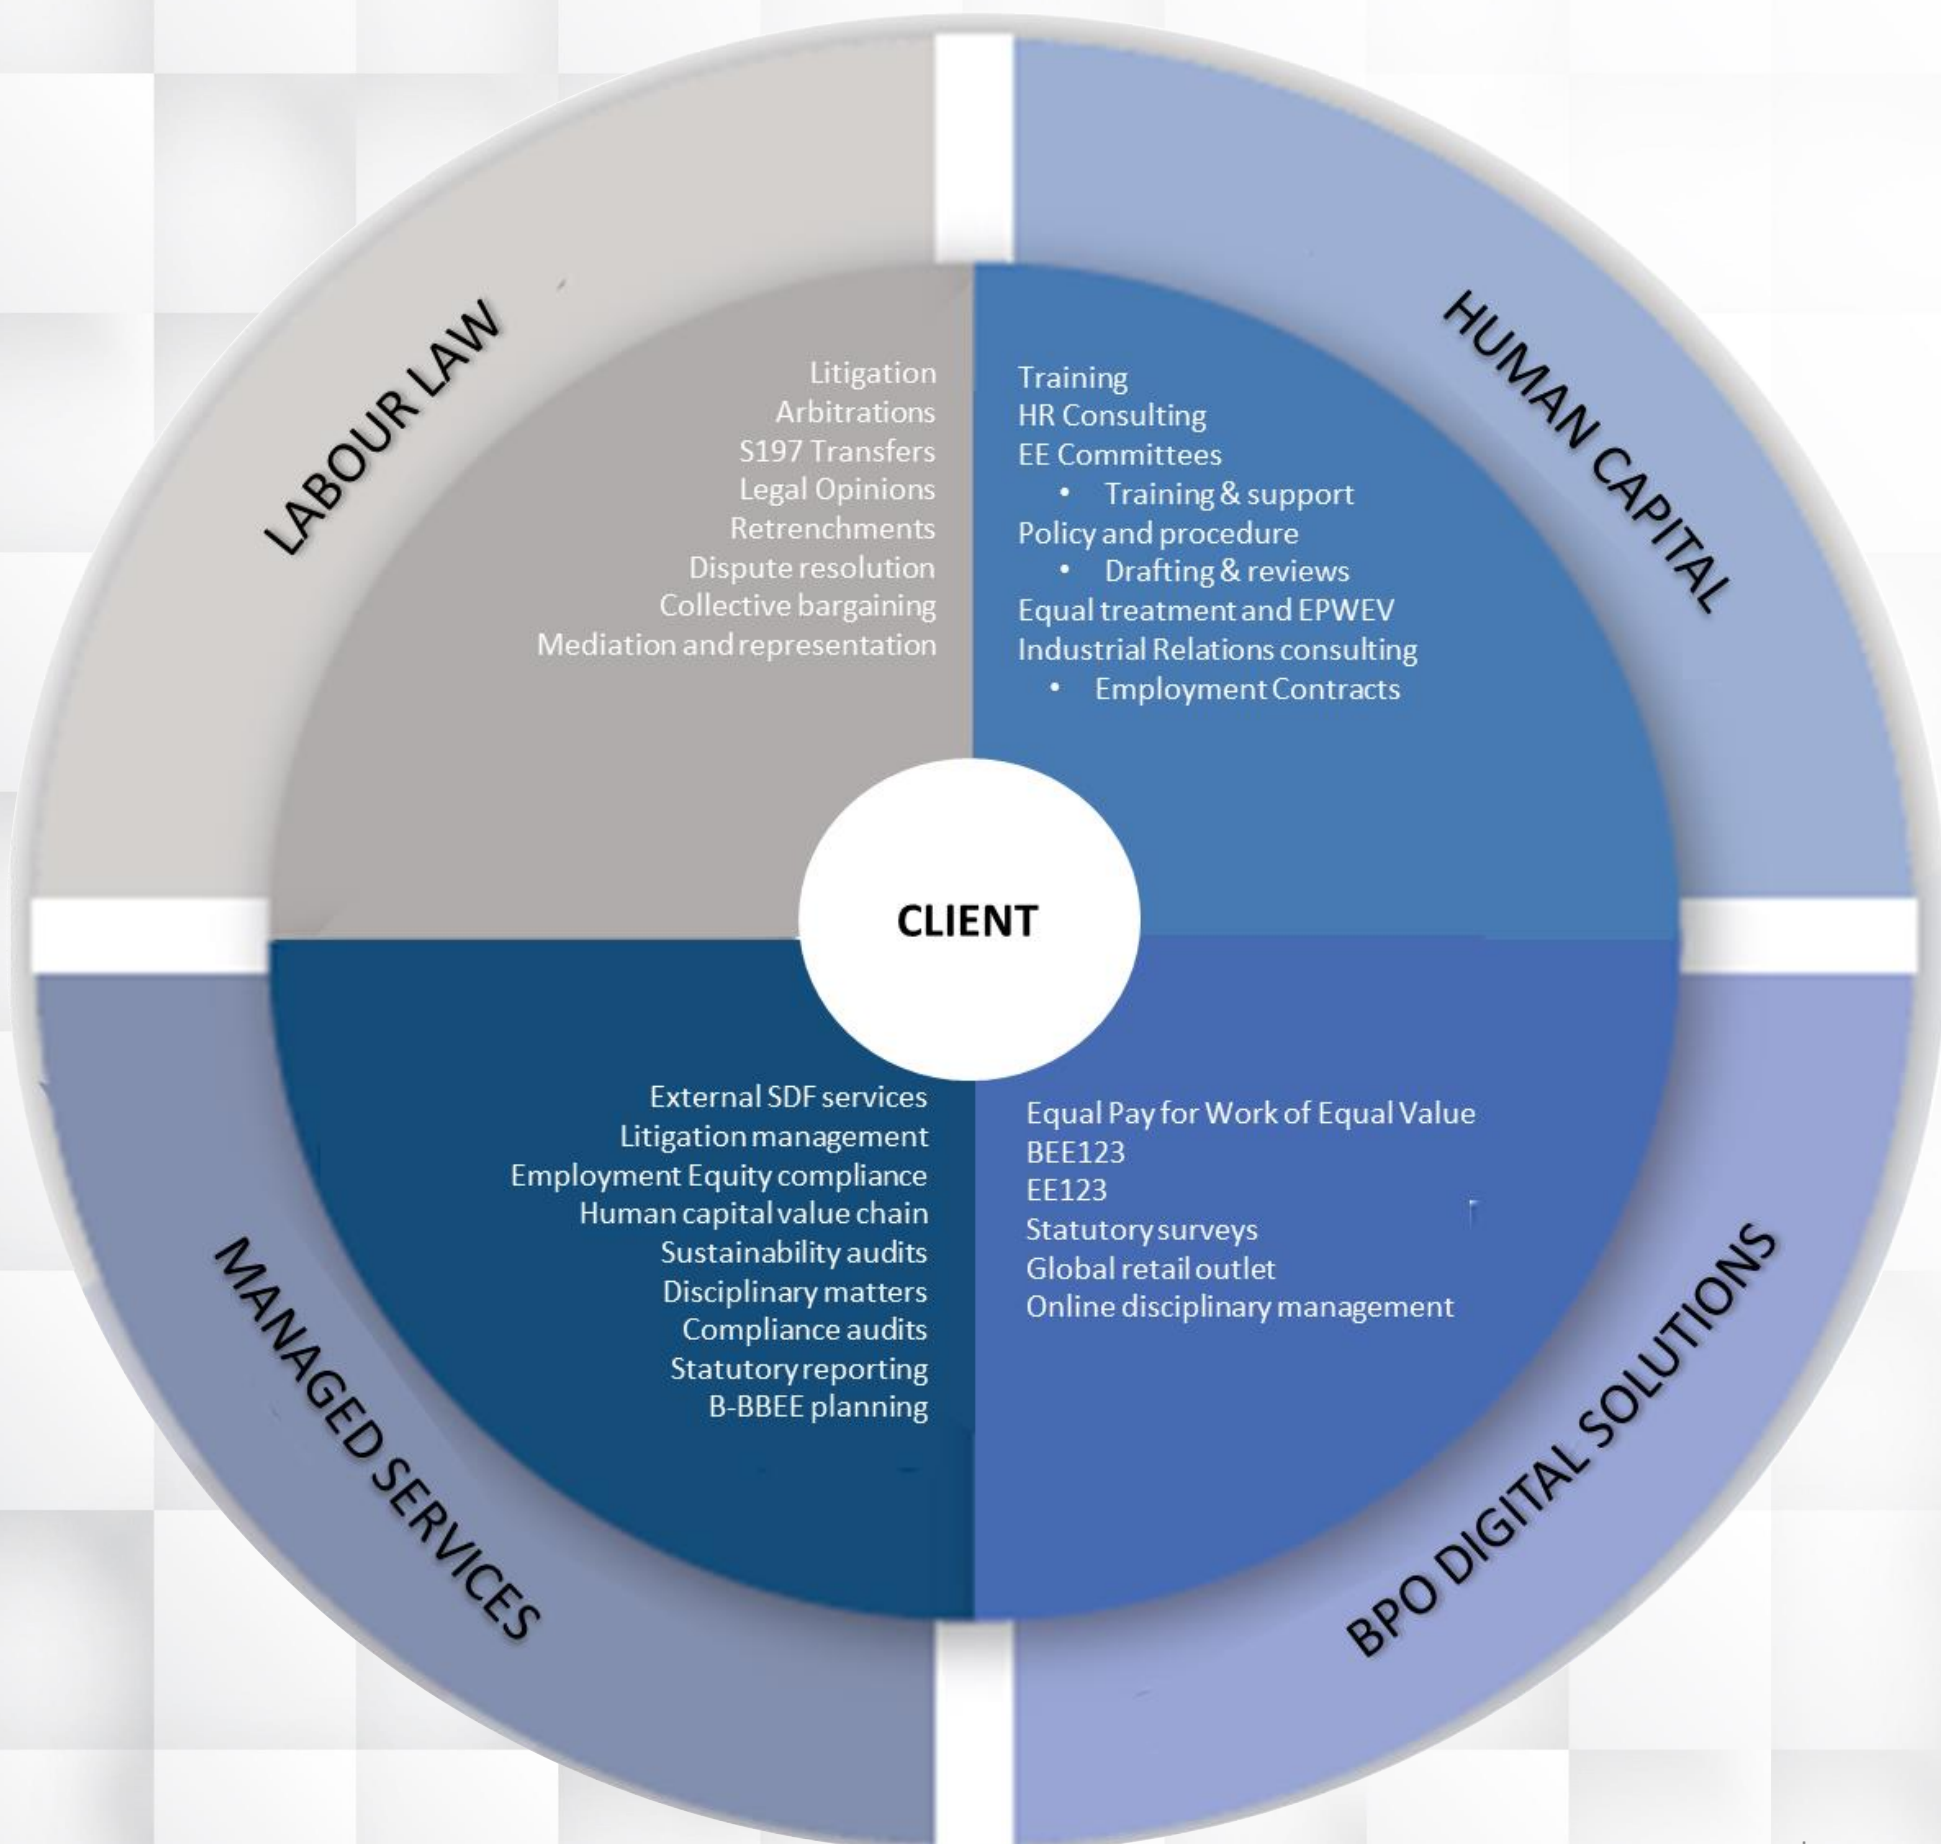 LABOUR LAW
Litigation
Arbitrations
S197 Transfers
Legal Opinions
Retrenchments
Dispute resolution
Collective bargaining
Mediation and representation
HUMAN CAPITAL
Training
HR Consulting
EE Committees
• Training & support
Policy and procedure
• Drafting & reviews
Equal treatment and EPWEV
Industrial Relations consulting
• Employment Contracts
CLIENT
MANAGED SERVICES
External SDF services
Litigation management
Employment Equity compliance
Human capital value chain
Sustainability audits
Disciplinary matters
Compliance audits
Statutory reporting
B-BBEE planning
BPO DIGITAL SOLUTIONS
Equal Pay for Work of Equal Value
BEE123
EE123
Statutory surveys
Global retail outlet
Online disciplinary management